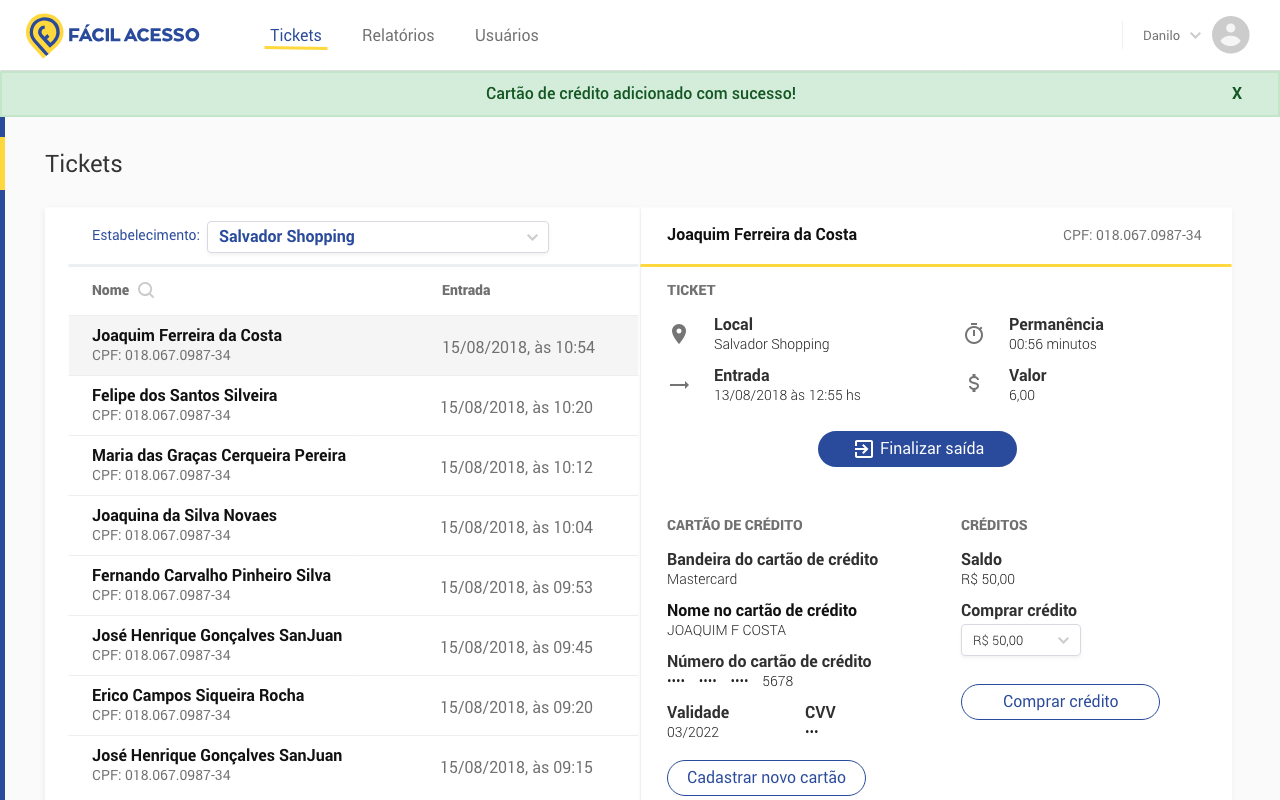 FÁCIL ACESSO
Tickets
Relatórios
Usuários
Danilo
Cartão de crédito adicionado com sucesso!
X
Tickets
Estabelecimento:
Salvador Shopping
Nome
Entrada
Joaquim Ferreira da Costa
CPF: 018.067.0987-34
15/08/2018, às 10:54
Felipe dos Santos Silveira
CPF: 018.067.0987-34
15/08/2018, às 10:20
Maria das Graças Cerqueira Pereira
CPF: 018.067.0987-34
15/08/2018, às 10:12
Joaquina da Silva Novaes
CPF: 018.067.0987-34
15/08/2018, às 10:04
Fernando Carvalho Pinheiro Silva
CPF: 018.067.0987-34
15/08/2018, às 09:53
José Henrique Gonçalves SanJuan
CPF: 018.067.0987-34
15/08/2018, às 09:45
Erico Campos Siqueira Rocha
CPF: 018.067.0987-34
15/08/2018, às 09:20
José Henrique Gonçalves SanJuan
CPF: 018.067.0987-34
15/08/2018, às 09:15
Joaquim Ferreira da Costa
CPF: 018.067.0987-34
TICKET
Local
Salvador Shopping
Permanência
00:56 minutos
Entrada
13/08/2018 às 12:55 hs
Valor
6,00
Finalizar saída
CARTÃO DE CRÉDITO
Bandeira do cartão de crédito
Mastercard
Nome no cartão de crédito
JOAQUIM F COSTA
Número do cartão de crédito
•••• •••• •••• 5678
Validade
03/2022
CVV
•••
Cadastrar novo cartão
CRÉDITOS
Saldo
R$ 50,00
Comprar crédito
R$ 50,00
Comprar crédito